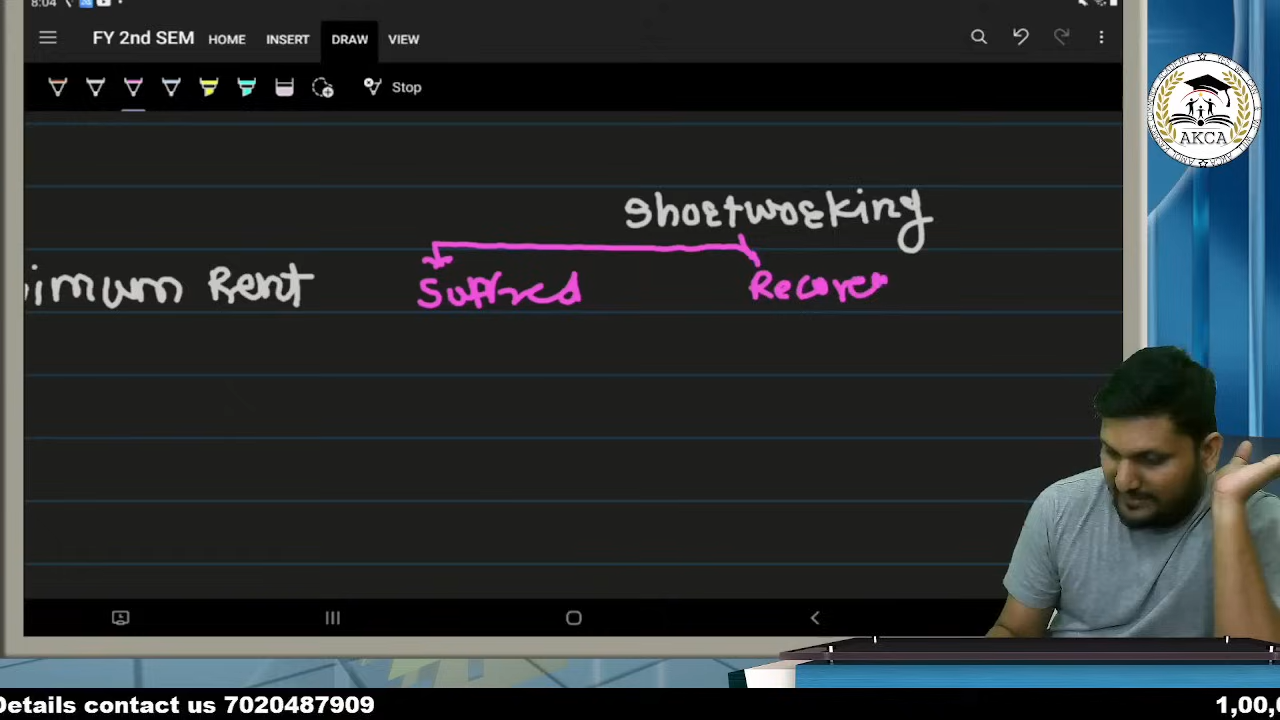 8:04
FY 2nd SEM HOME INSERT DRAW VIEW
Stop
shortworking
imum Rent Suffred Recover
AKCA
Details contact us 7020487909 1,00,0